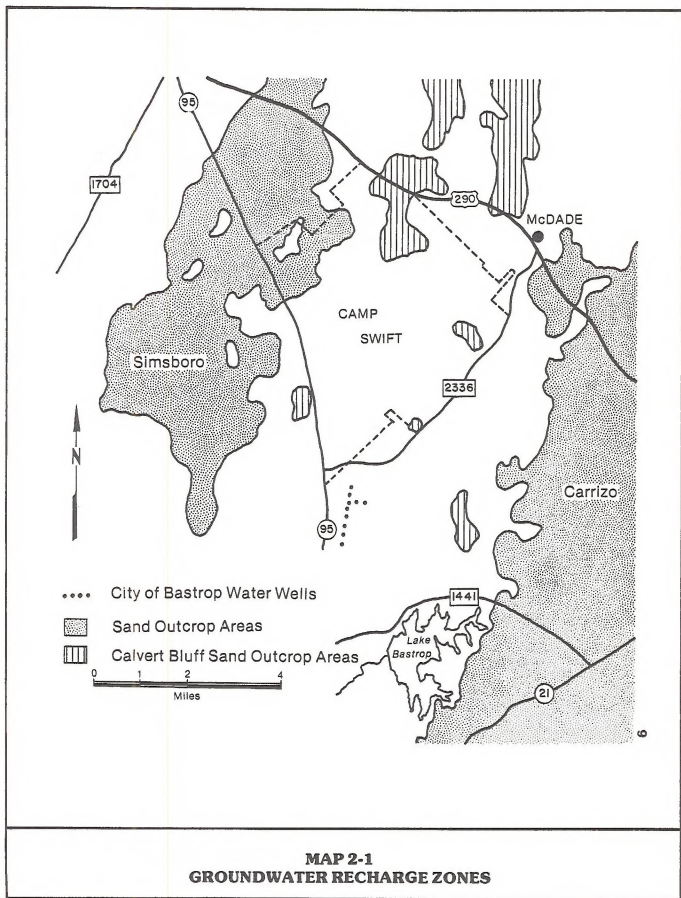 95
1704
290
McDADE
CAMP
SWIFT
Simsboro
2336
Carrizo
N
95
City of Bastrop Water Wells
Sand Outcrop Areas
Calvert Bluff Sand Outcrop Areas
0 1 2 4
Miles
1441
Lake
Bastrop
21
9
MAP 2-1
GROUNDWATER RECHARGE ZONES